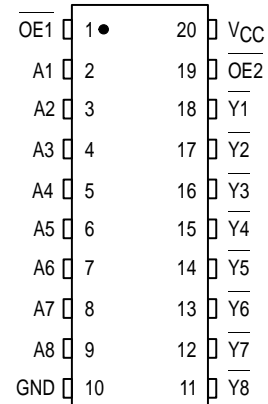 OE1 1 20 VCC
A1 2 19 OE2
A2 3 18 Y1
A3 4 17 Y2
A4 5 16 Y3
A5 6 15 Y4
A6 7 14 Y5
A7 8 13 Y6
A8 9 12 Y7
GND 10 11 Y8